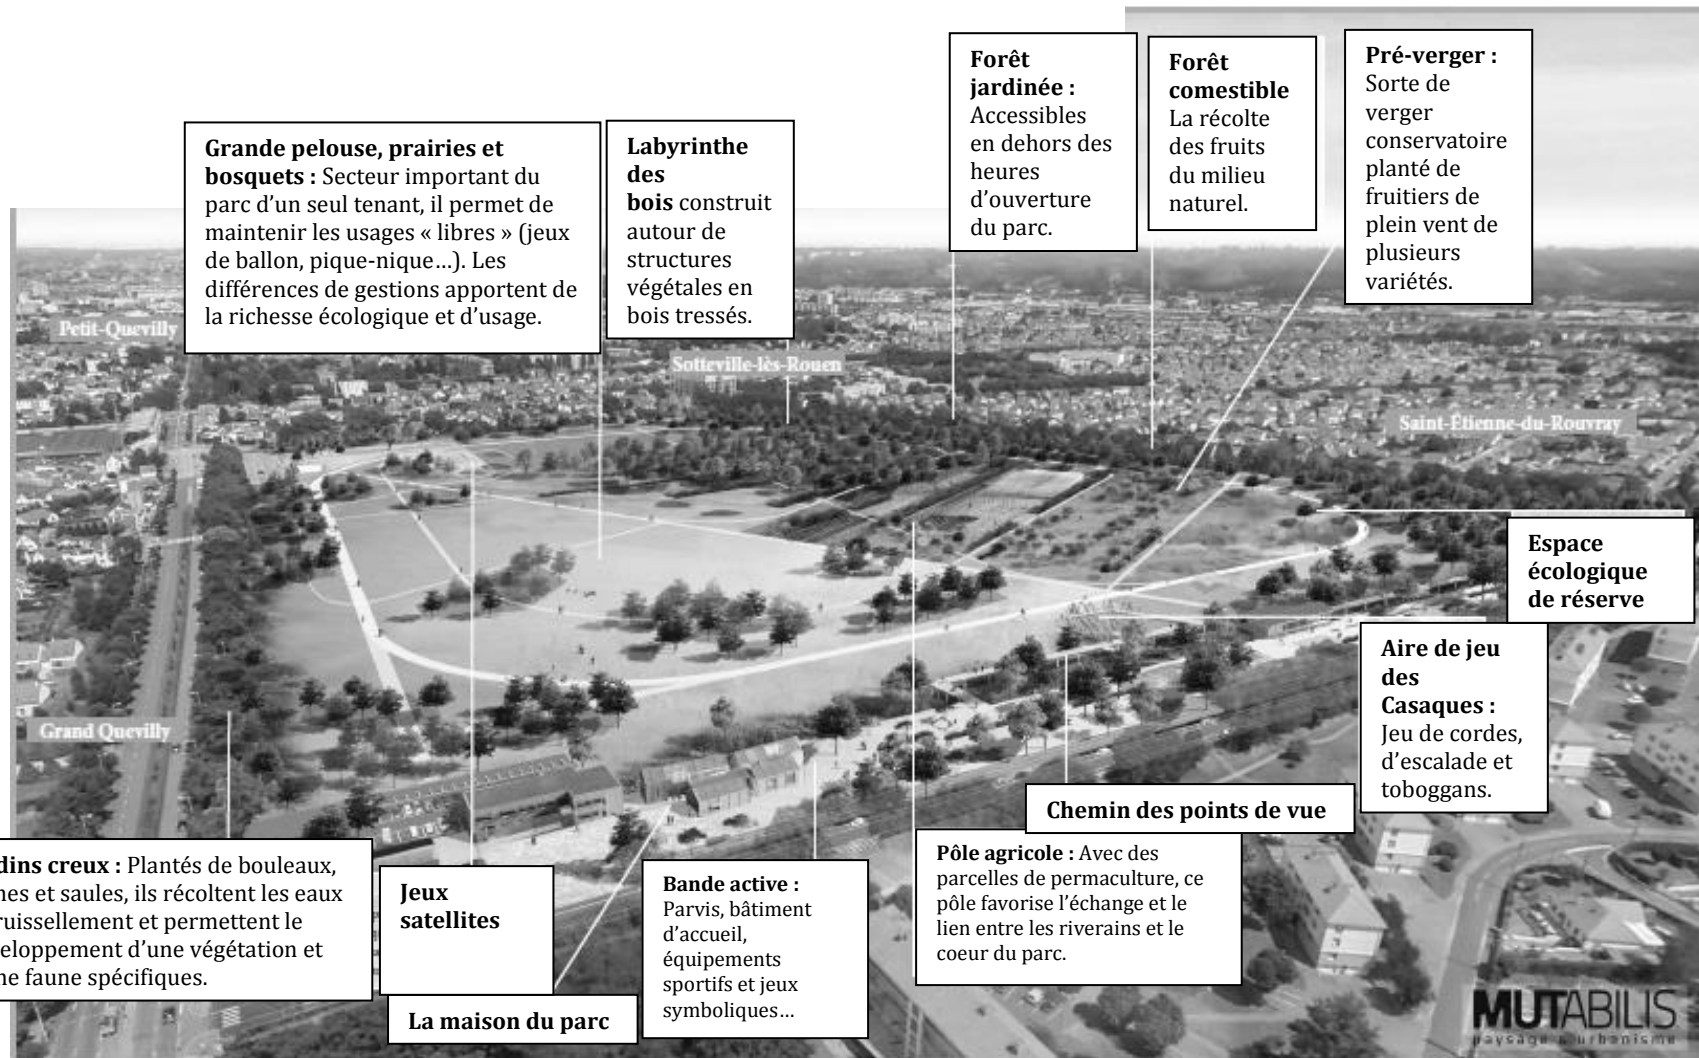 Forêt
jardinée :
Accessibles
en dehors des
heures
d’ouverture
du parc.
Forêt
comestible
La récolte
des fruits
du milieu
naturel.
Pré-verger :
Sorte de
verger
conservatoire
planté de
fruitiers de
plein vent de
plusieurs
variétés.
Grande pelouse, prairies et
bosquets : Secteur important du
parc d’un seul tenant, il permet de
maintenir les usages « libres » (jeux
de ballon, pique-nique…). Les
différences de gestions apportent de
la richesse écologique et d’usage.
Labyrinthe
des
bois construit
autour de
structures
végétales en
bois tressés.
Petit-Quevilly
Sotteville-lès-Rouen
Saint-Étienne-du-Rouvray
Grand Quevilly
Espace
écologique
de réserve
Aire de jeu
des
Casaques :
Jeu de cordes,
d’escalade et
toboggans.
Chemin des points de vue
dins creux : Plantés de bouleaux,
nes et saules, ils récoltent les eaux
ruissellement et permettent le
eloppement d’une végétation et
ne faune spécifiques.
Jeux
satellites
La maison du parc
Bande active :
Parvis, bâtiment
d’accueil,
équipements
sportifs et jeux
symboliques…
Pôle agricole : Avec des
parcelles de permaculture, ce
pôle favorise l’échange et le
lien entre les riverains et le
coeur du parc.
MUTABILIS
paysage & urbanisme